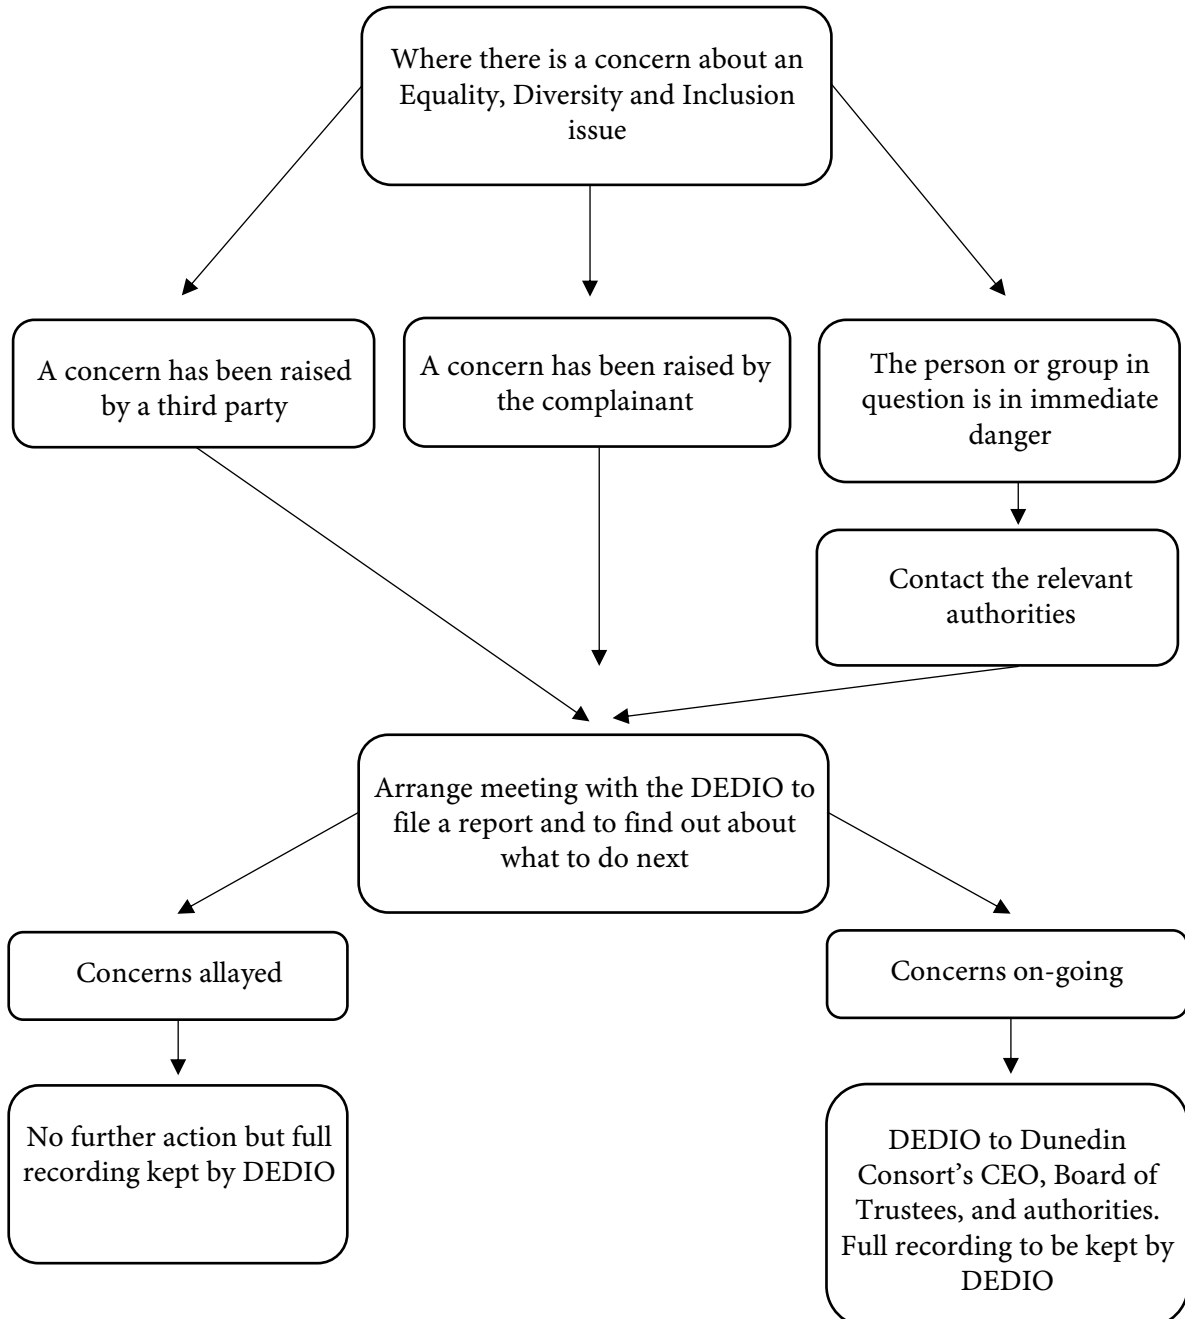 Where there is a concern about an
Equality, Diversity and Inclusion
issue
A concern has been raised
by a third party
A concern has been raised by
the complainant
The person or group in
question is in immediate
danger
Contact the relevant
authorities
Arrange meeting with the DEDIO to
file a report and to find out about
what to do next
Concerns allayed
Concerns on-going
No further action but full
recording kept by DEDIO
DEDIO to Dunedin
Consort’s CEO, Board of
Trustees, and authorities.
Full recording to be kept by
DEDIO